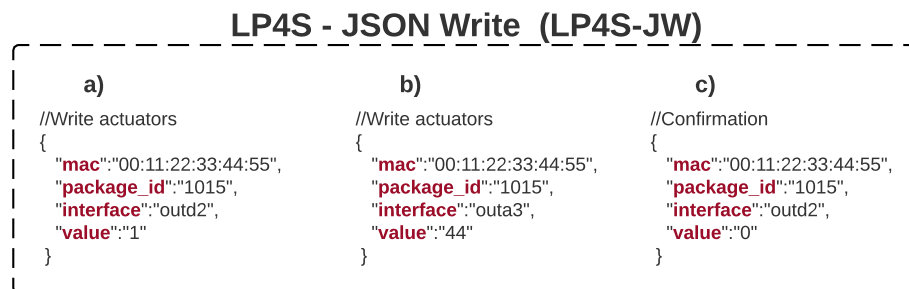 LP4S - JSON Write  (LP4S-JW)
a)
//Write actuators
{
"mac":"00:11:22:33:44:55",
"package_id":"1015",
"interface":"outd2",
"value":"1"
}
b)
//Write actuators
{
"mac":"00:11:22:33:44:55",
"package_id":"1015",
"interface":"outa3",
"value":"44"
}
c)
//Confirmation
{
"mac":"00:11:22:33:44:55",
"package_id":"1015",
"interface":"outd2",
"value":"0"
}